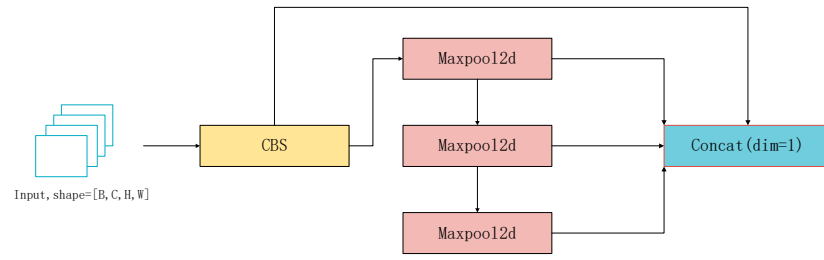 Maxpool2d
CBS
Maxpool2d
Concat(dim=1)
Input,shape=[B,C,H,W]
Maxpool2d